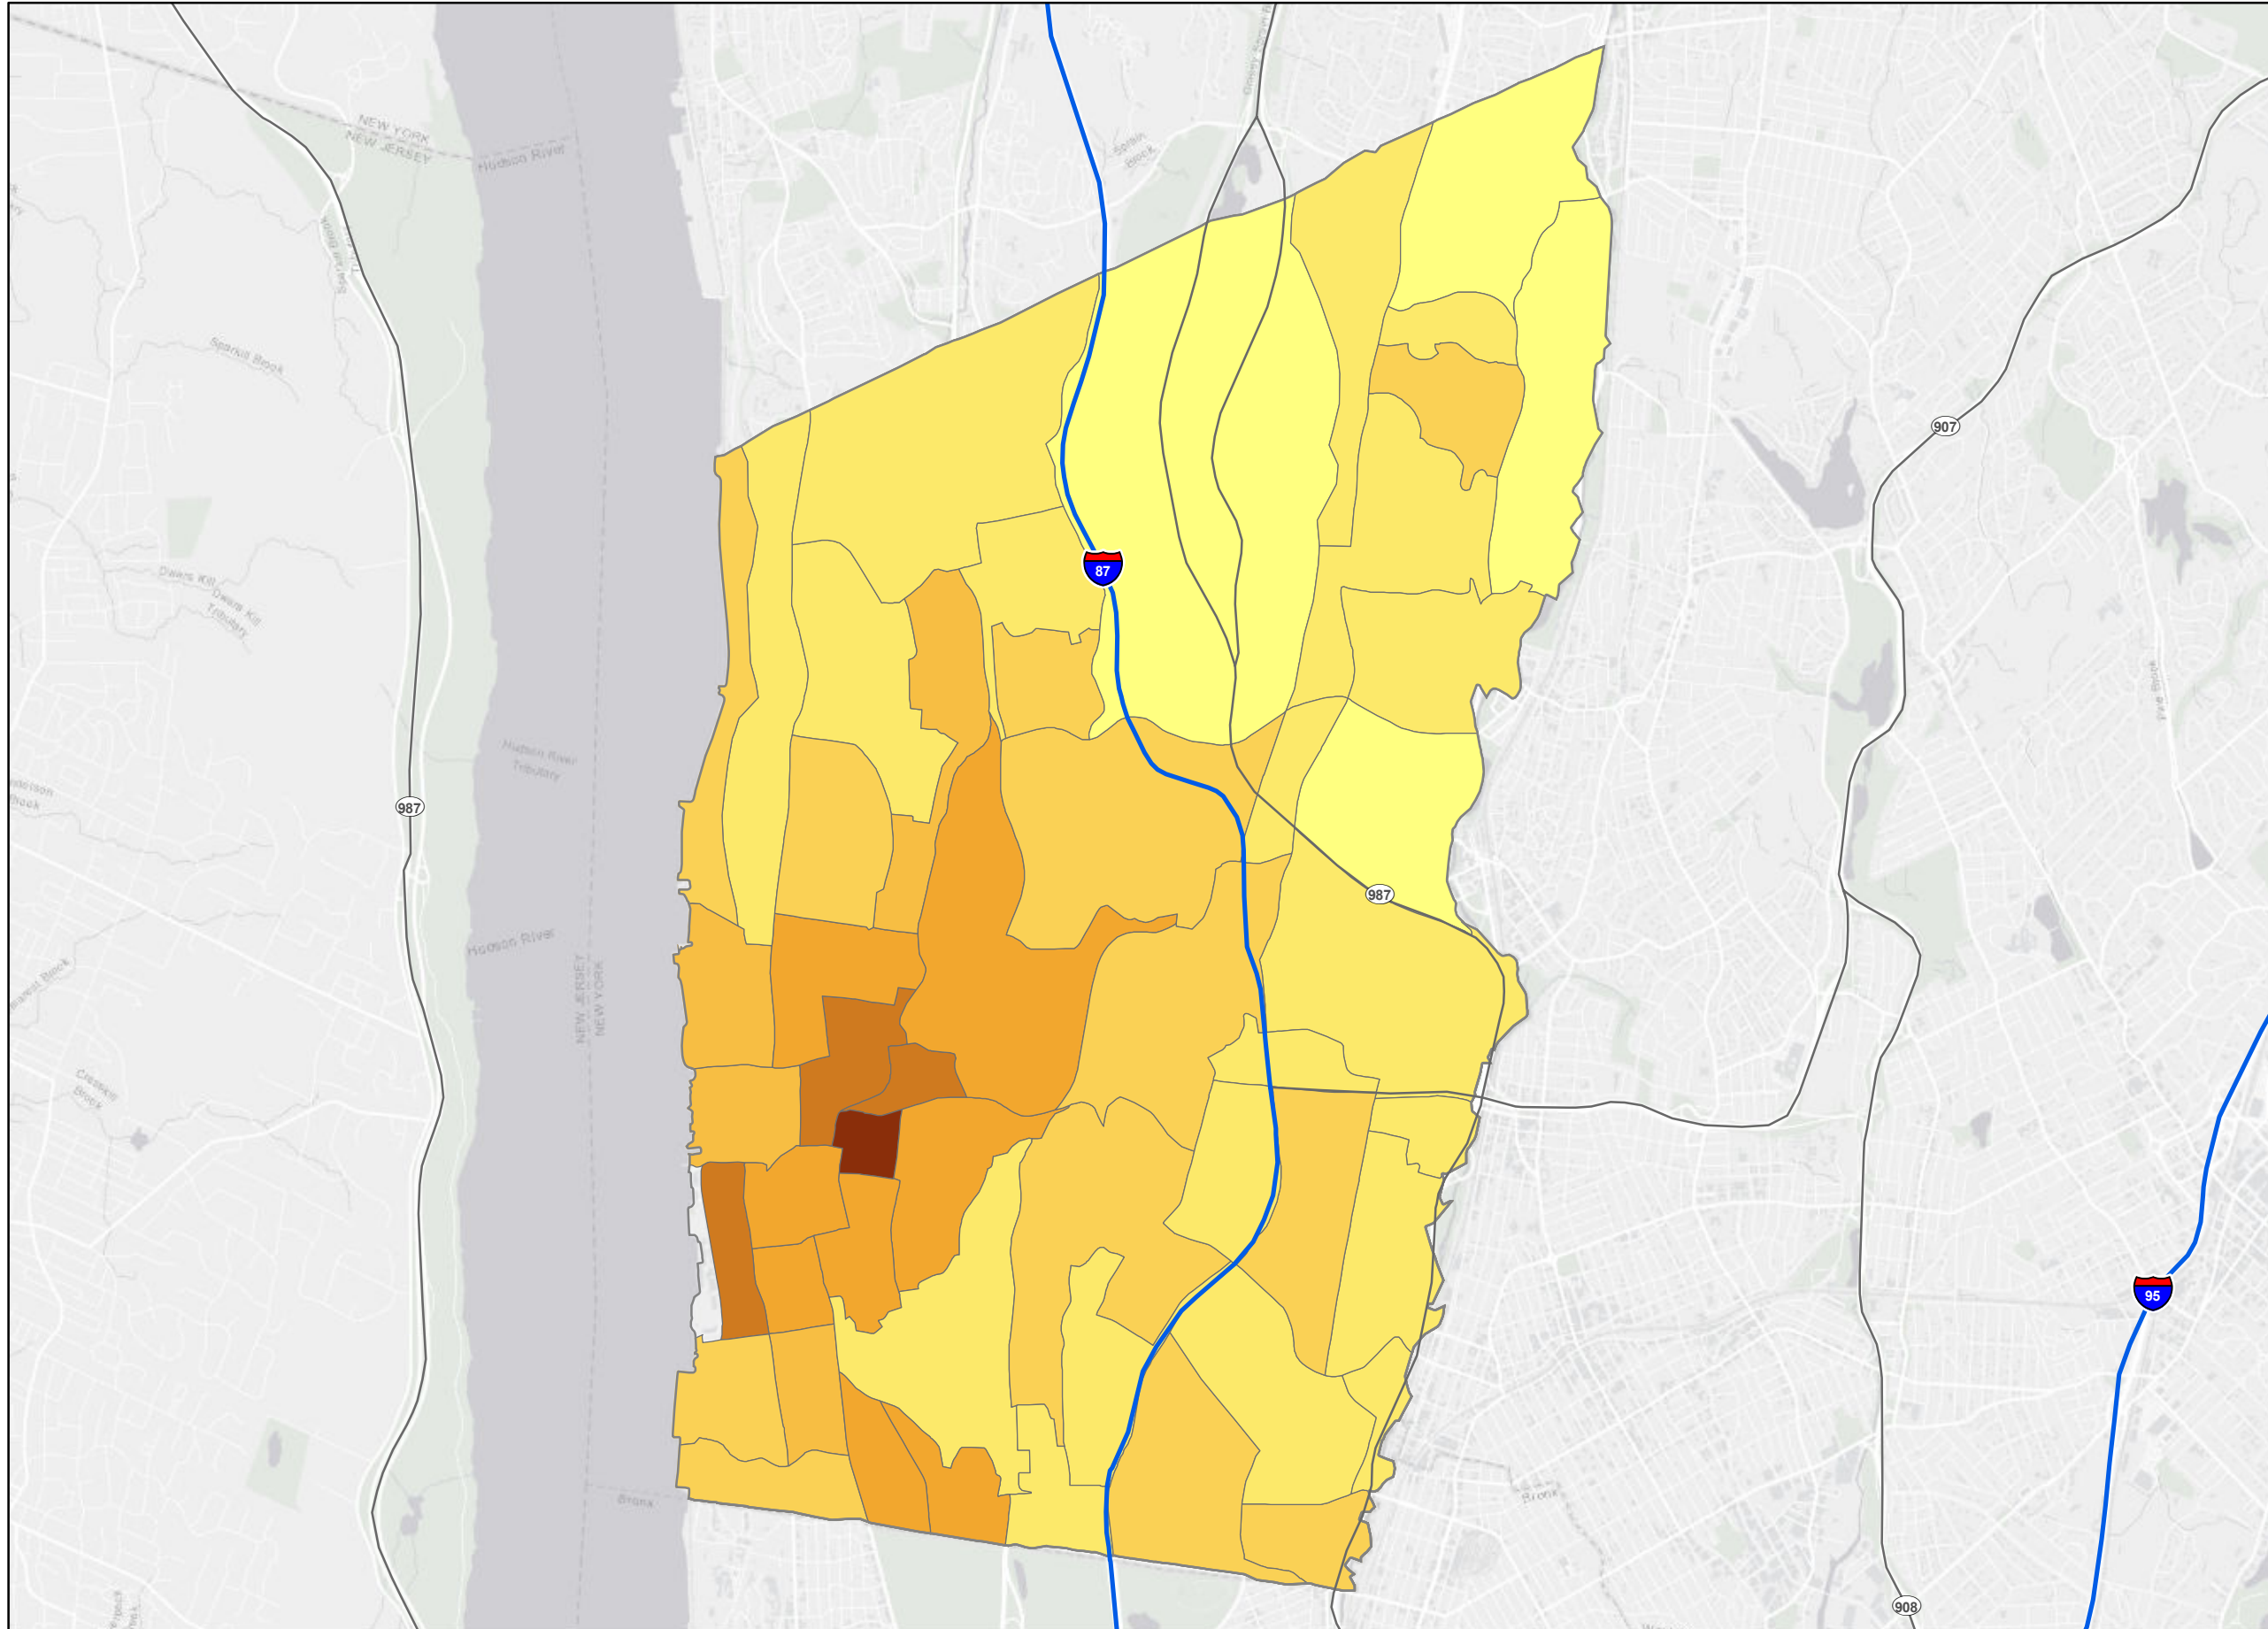 NEW YORK
NEW JERSEY
Hudson River
Sparkill Brook
Dwars Kill
Dwars Kill
Tributary
87
907
Hudson River
Tributary
987
987
Hudson River
NEW JERSEY
NEW YORK
Cresskill
Brook
95
Bronx
Bronx
908